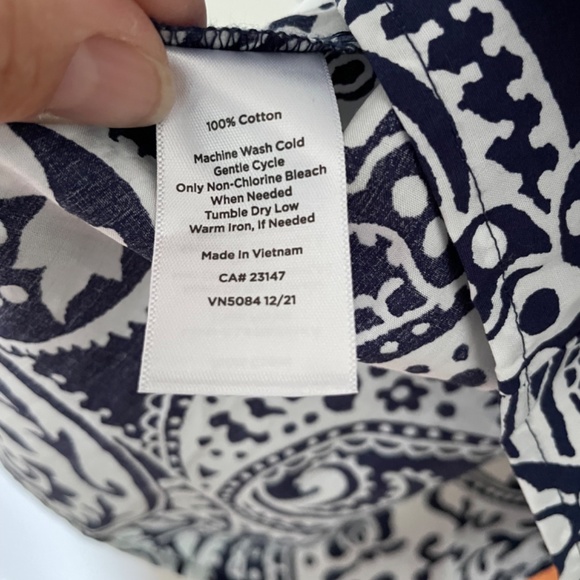 100% Cotton
Machine Wash Cold
Gentle Cycle
Only Non-Chlorine Bleach
When Needed
Tumble Dry Low
Warm Iron, If Needed
Made In Vietnam
CA# 23147
VN5084 12/21